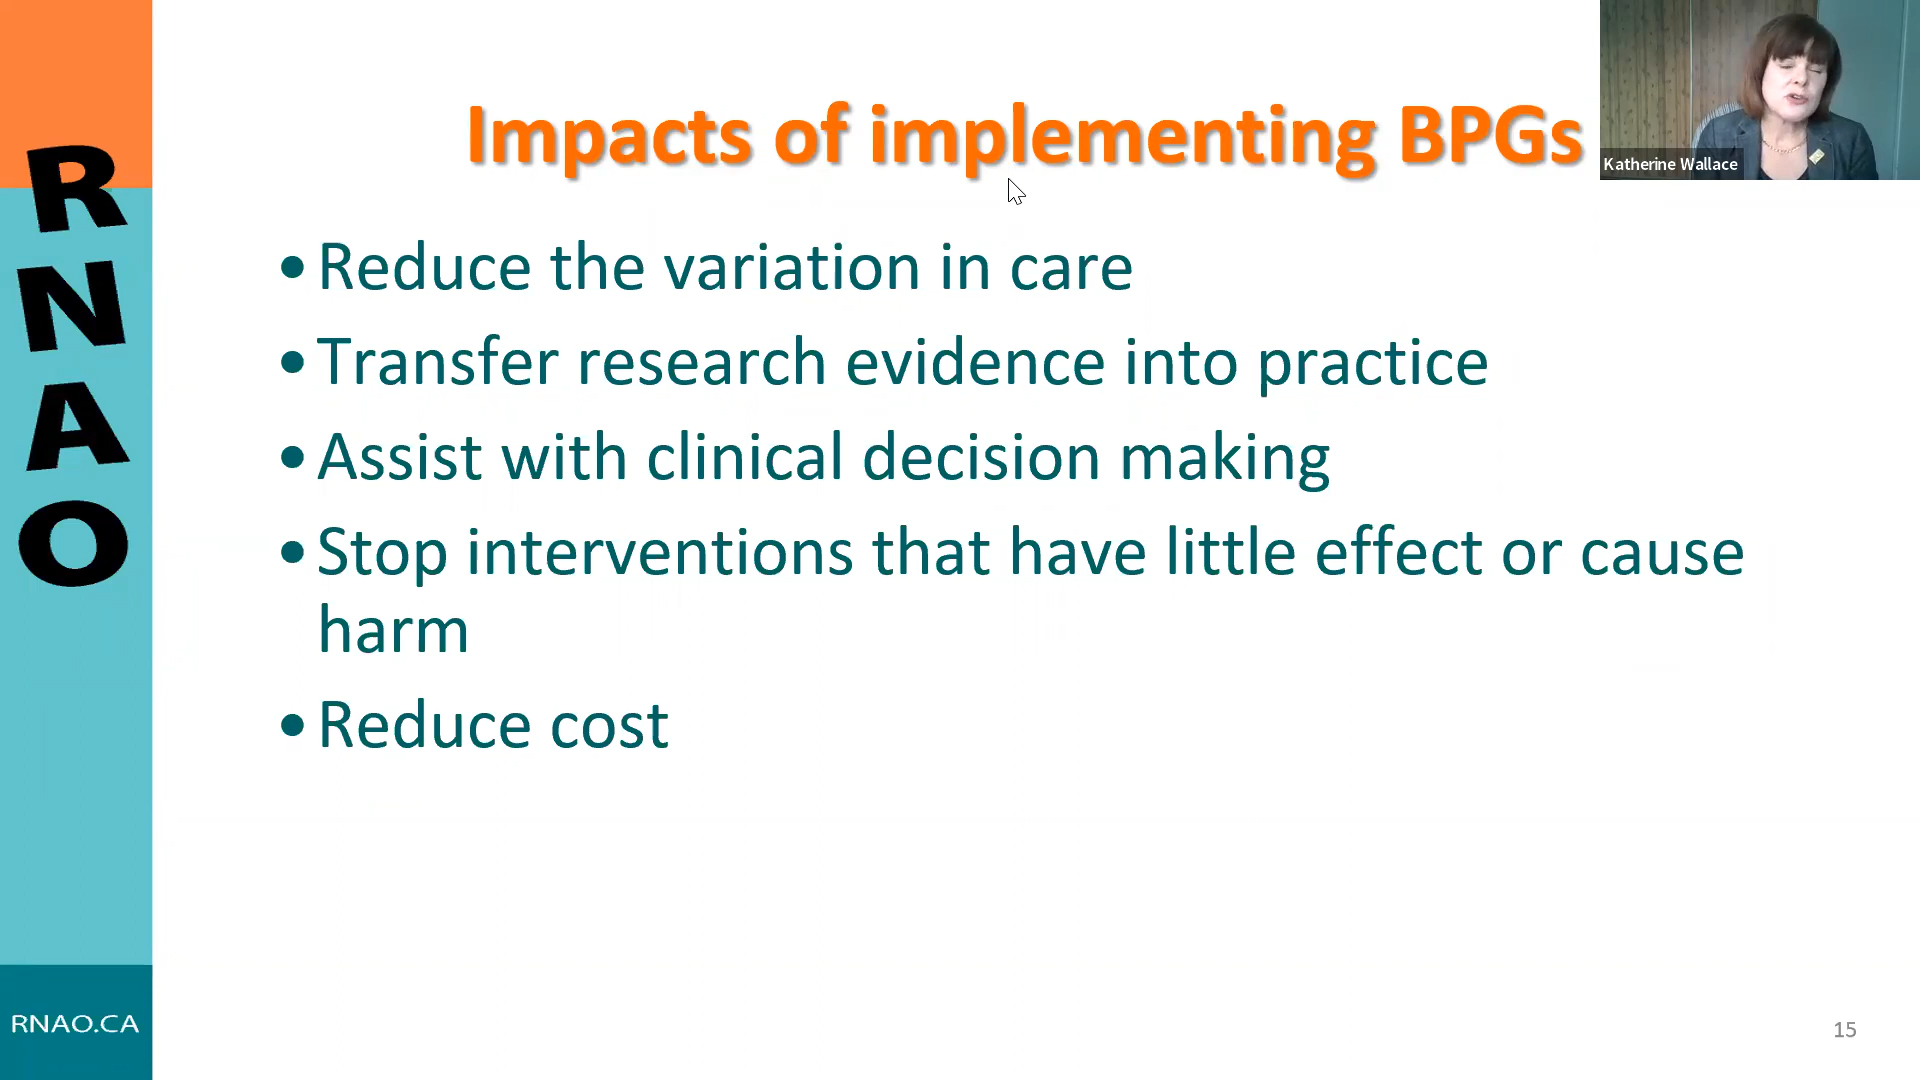 RNAO
Impacts of implementing BPGs
Katherine Wallace
•Reduce the variation in care
•Transfer research evidence into practice
•Assist with clinical decision making
•Stop interventions that have little effect or cause
harm
•Reduce cost
RNAO.CA
15